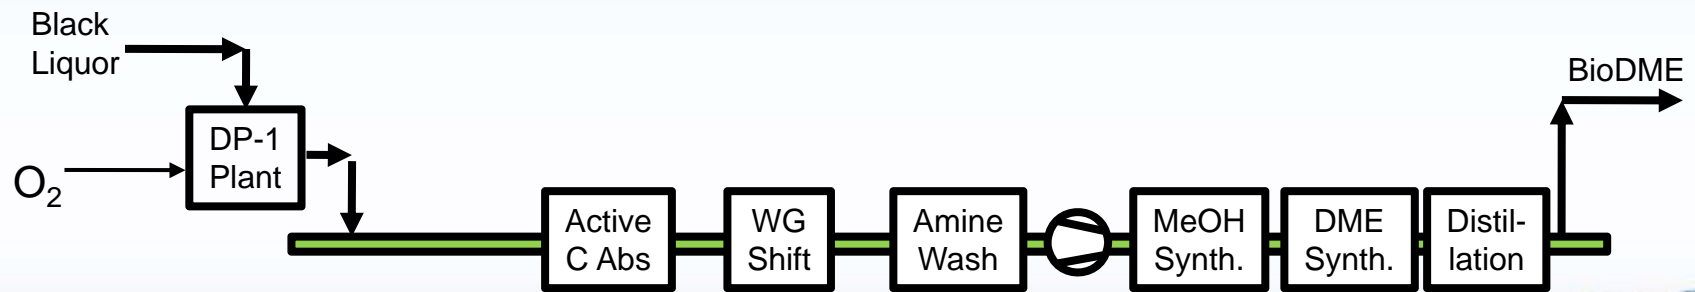 Black
Liquor
BioDME
DP-1
Plant
O₂
Active
C Abs
WG
Shift
Amine
Wash
MeOH
Synth.
DME
Synth.
Distil-
lation